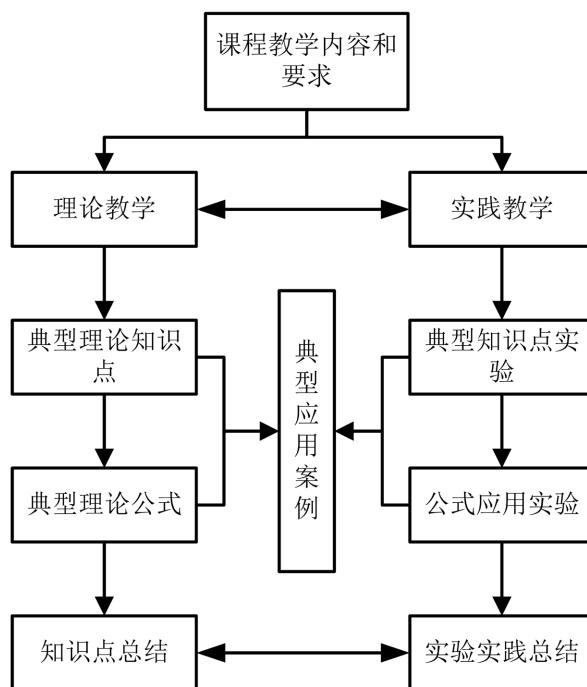 课程教学内容和
要求
理论教学
实践教学
典型理论知识
点
典型应用案例
典型知识点实
验
典型理论公式
公式应用实验
知识点总结
实验实践总结